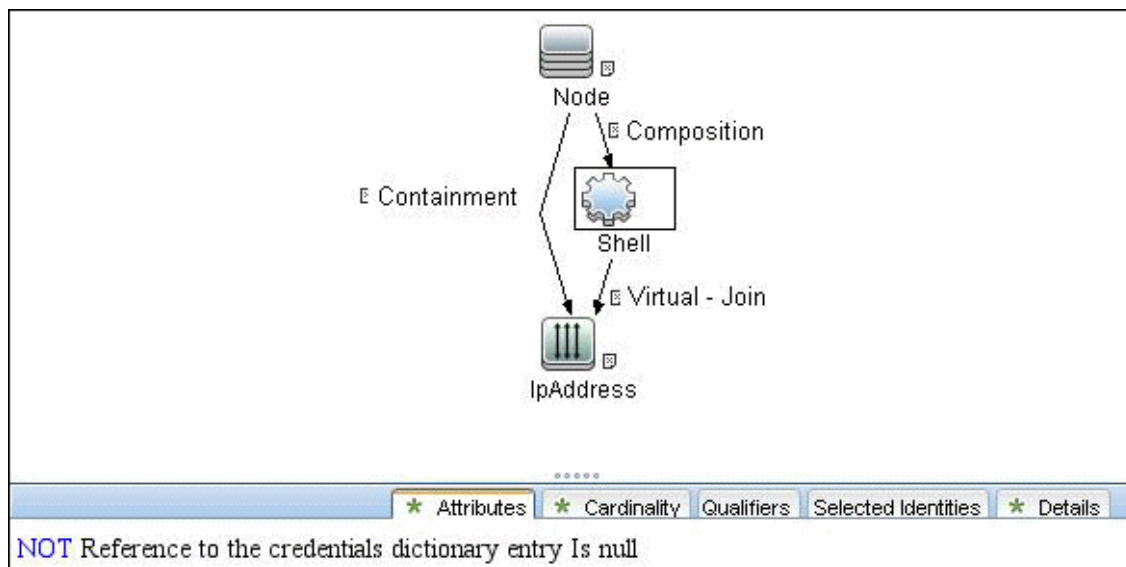 Node
Composition
Containment
Shell
Virtual - Join
IpAddress
* Attributes * Cardinality Qualifiers Selected Identities * Details
NOT Reference to the credentials dictionary entry Is null